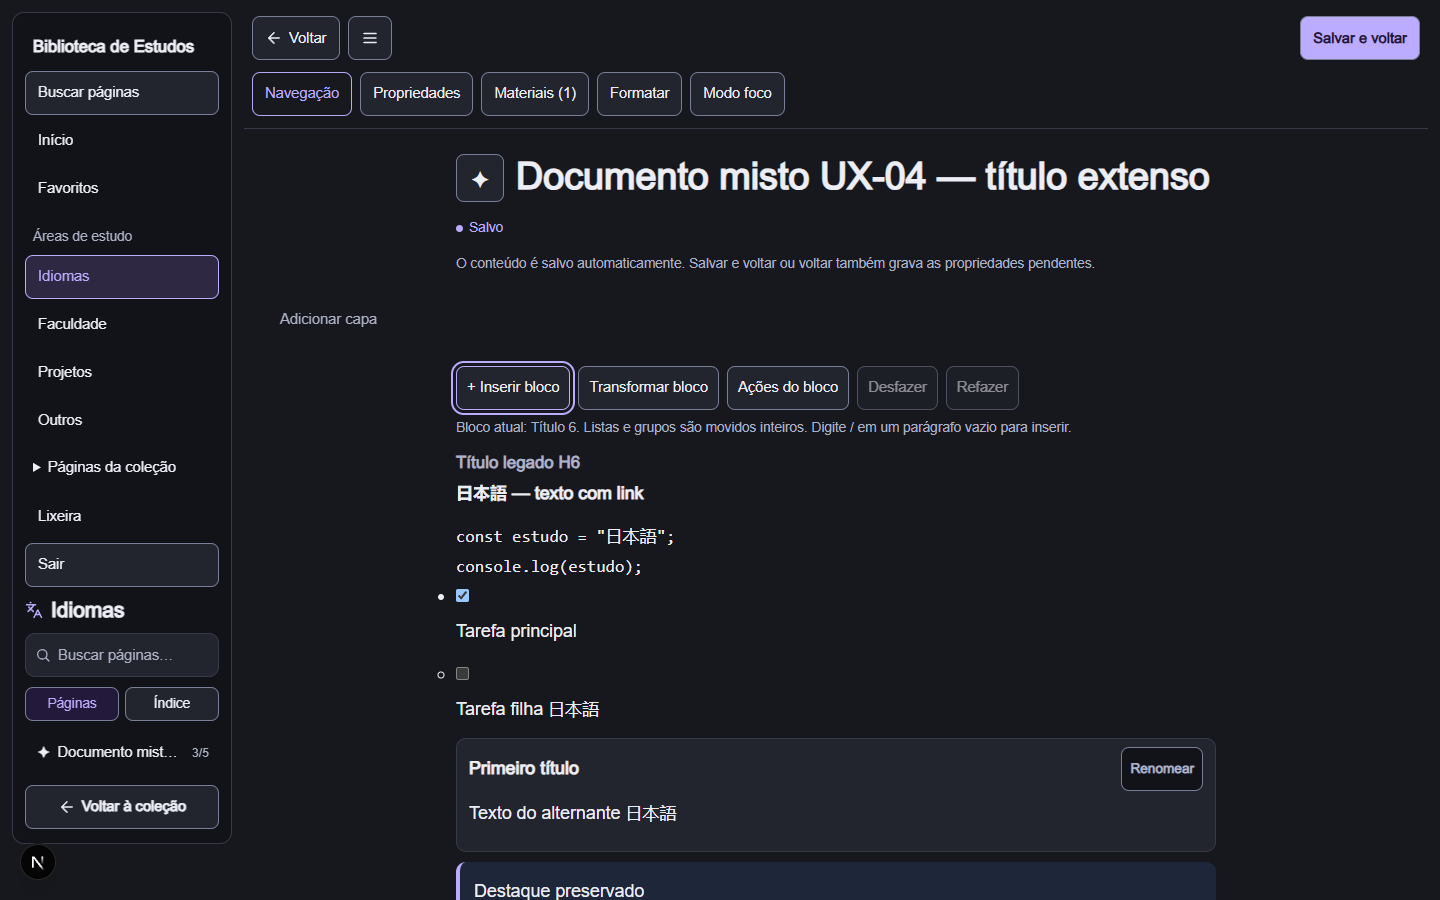 Biblioteca de Estudos
Buscar páginas
Início
Favoritos
Áreas de estudo
Idiomas
Faculdade
Projetos
Outros
Páginas da coleção
Lixeira
Sair
Idiomas
Buscar páginas...
Páginas
Índice
Documento mist... 3/5
← Voltar à coleção
N
← Voltar
Salvar e voltar
Navegação
Propriedades
Materiais (1)
Formatar
Modo foco
Documento misto UX-04 — título extenso
Salvo
O conteúdo é salvo automaticamente. Salvar e voltar ou voltar também grava as propriedades pendentes.
Adicionar capa
+ Inserir bloco
Transformar bloco
Ações do bloco
Desfazer
Refazer
Bloco atual: Título 6. Listas e grupos são movidos inteiros. Digite / em um parágrafo vazio para inserir.
Título legado H6
日本語 — texto com link
const estudo = "日本語";
console.log(estudo);
Tarefa principal
Tarefa filha 日本語
Primeiro título
Renomear
Texto do alternante 日本語
Destaque preservado